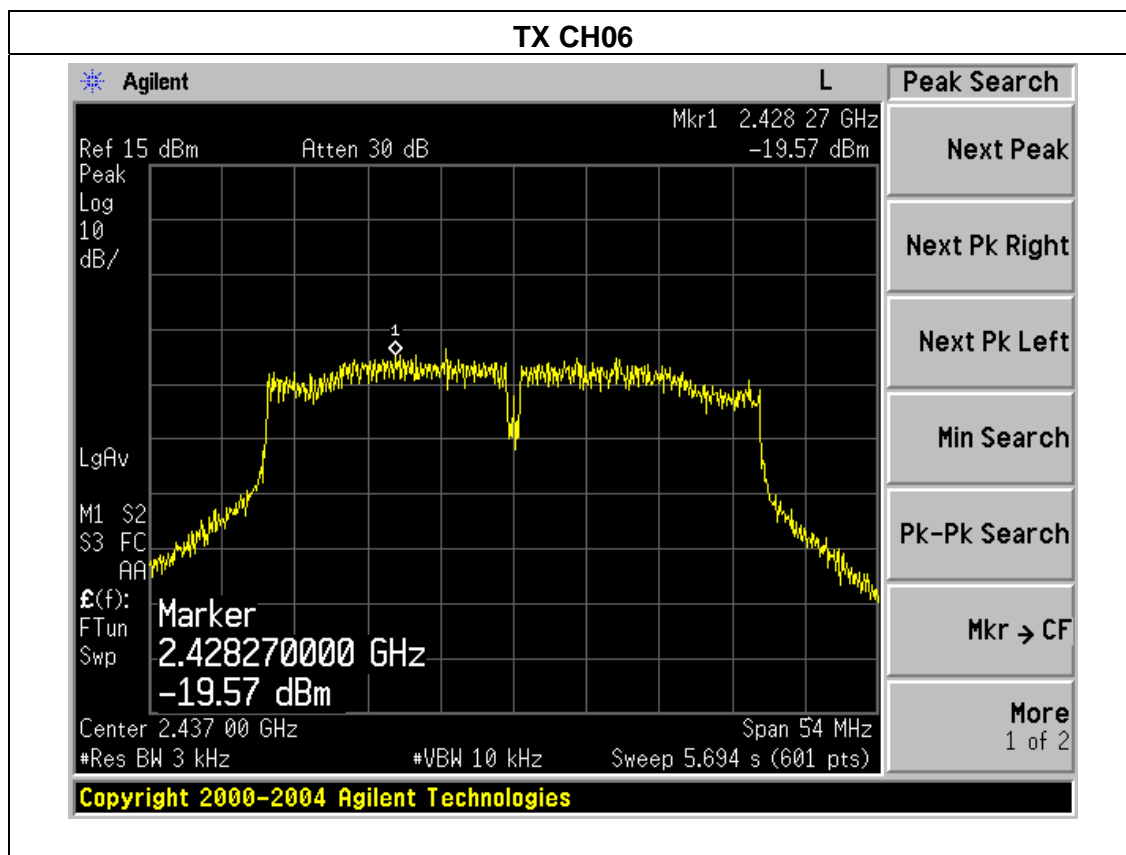 TX CH06
Agilent L Peak Search
Mkr1 2.428 27 GHz
Ref 15 dBm Atten 30 dB -19.57 dBm
Peak
Log
10
dB/
1
LgAv
M1 S2
S3 FC
AA
£(f):
FTun
Swp
Marker
2.428270000 GHz
-19.57 dBm
Center 2.437 00 GHz Span 54 MHz
#Res BW 3 kHz #VBW 10 kHz Sweep 5.694 s (601 pts)
Copyright 2000-2004 Agilent Technologies
Next Peak
Next Pk Right
Next Pk Left
Min Search
Pk-Pk Search
Mkr → CF
More
1 of 2